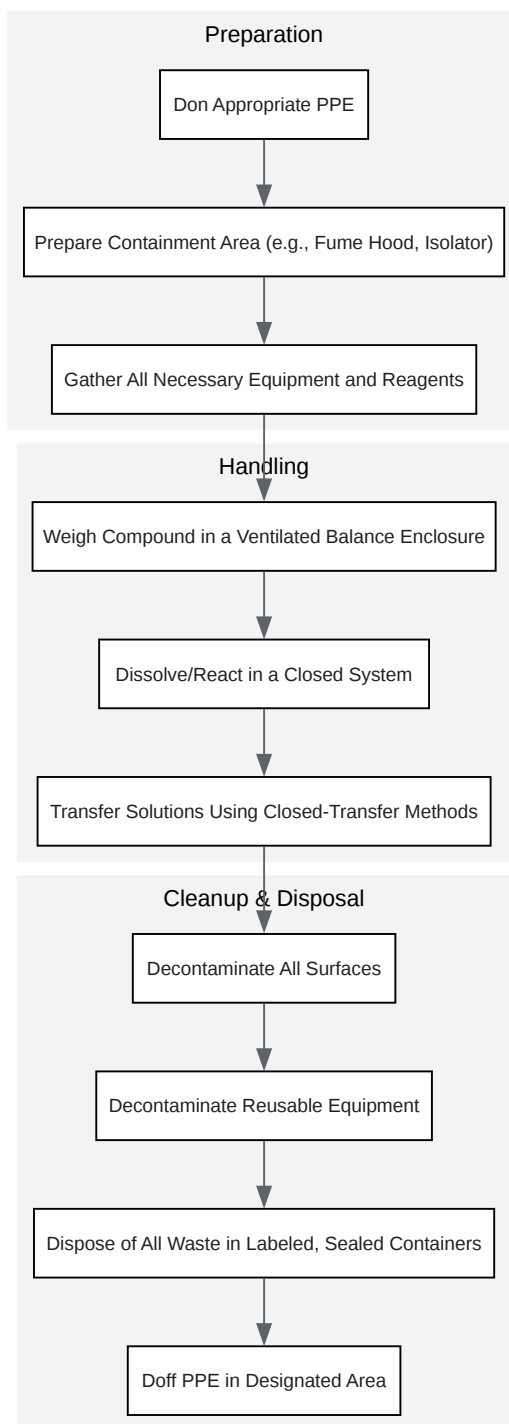 Preparation
Don Appropriate PPE
Prepare Containment Area (e.g., Fume Hood, Isolator)
Gather All Necessary Equipment and Reagents
Handling
Weigh Compound in a Ventilated Balance Enclosure
Dissolve/React in a Closed System
Transfer Solutions Using Closed-Transfer Methods
Cleanup & Disposal
Decontaminate All Surfaces
Decontaminate Reusable Equipment
Dispose of All Waste in Labeled, Sealed Containers
Doff PPE in Designated Area